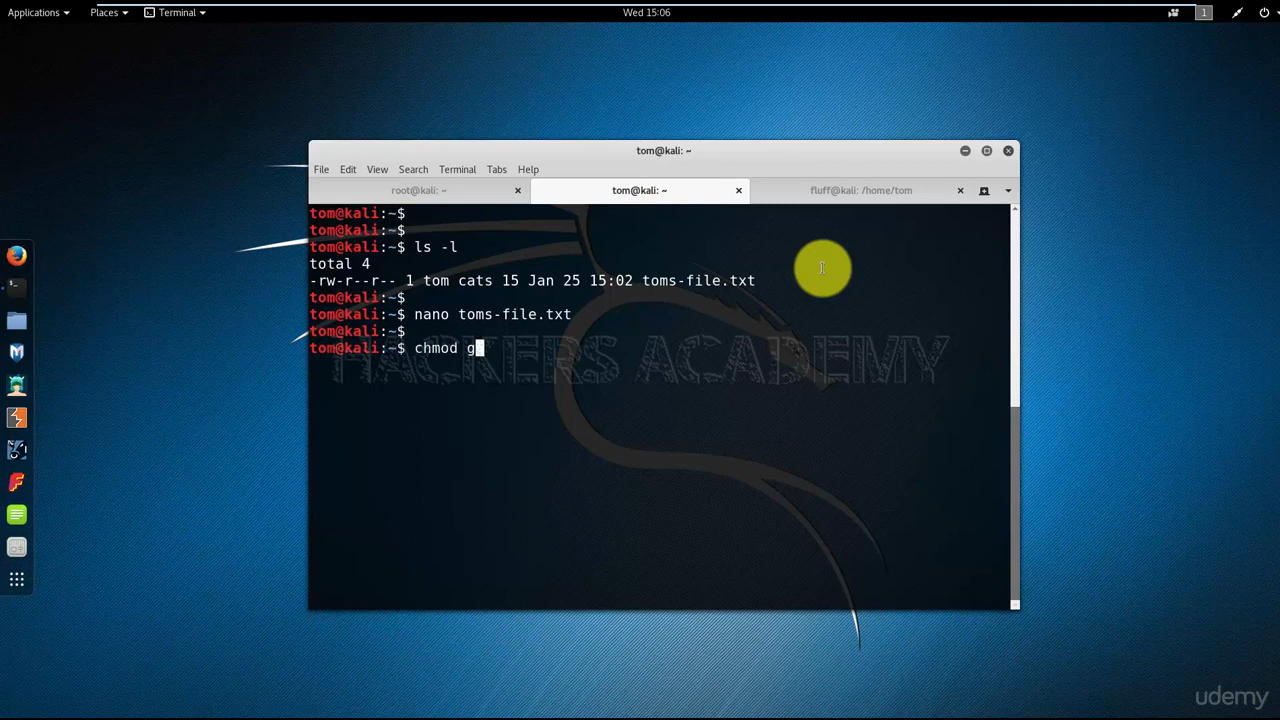 Applications Places Terminal Wed 15:06 1
tom@kali: ~
File Edit View Search Terminal Tabs Help
root@kali: ~ tom@kali: ~ fluff@kali: /home/tom
tom@kali:~$
tom@kali:~$
tom@kali:~$ ls -l
total 4
-rw-r--r-- 1 tom cats 15 Jan 25 15:02 toms-file.txt
tom@kali:~$
tom@kali:~$ nano toms-file.txt
tom@kali:~$
tom@kali:~$ chmod g
HACKERS ACADEMY
udemy